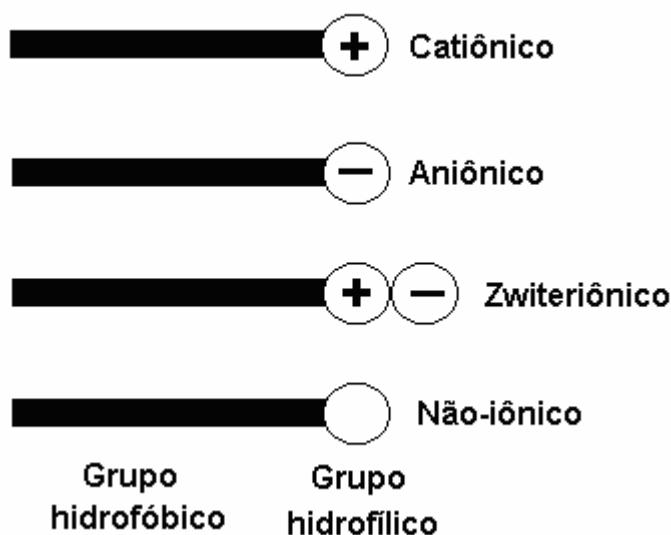 Catiônico
Aniônico
Zwiteriônico
Não-iônico
Grupo
hidrofóbico
Grupo
hidrofílico